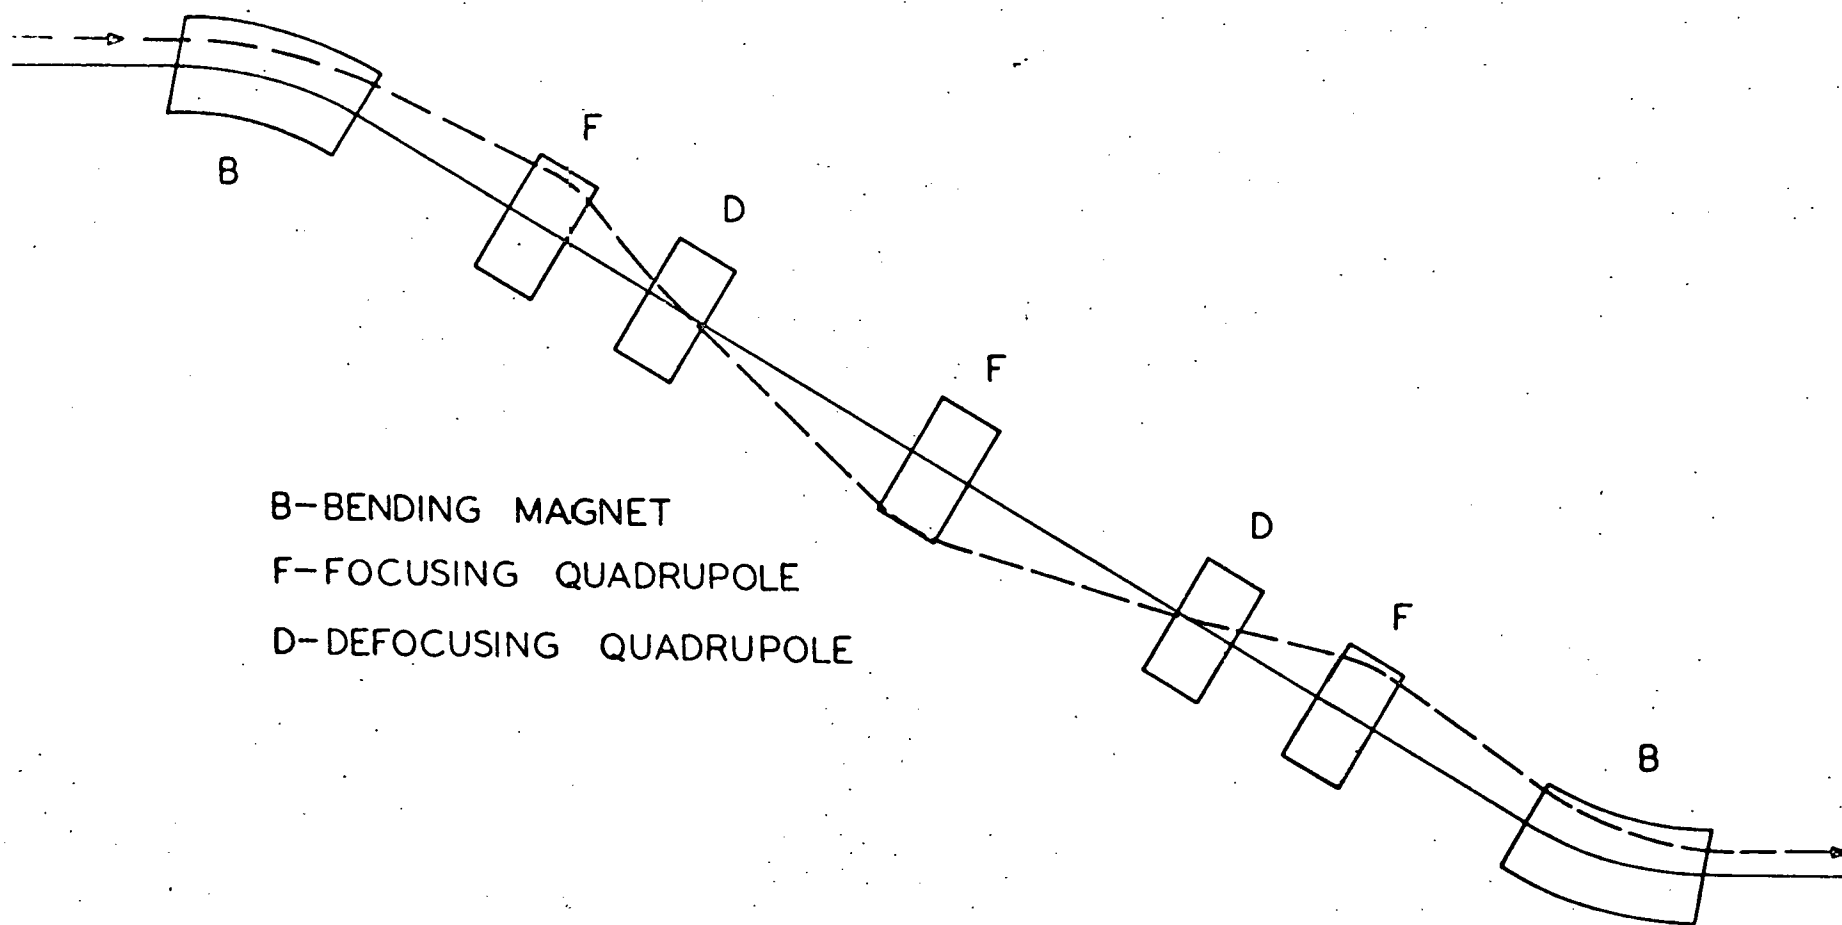 B
F
D
F
D
F
B
B-BENDING MAGNET
F-FOCUSING QUADRUPOLE
D-DEFOCUSING QUADRUPOLE